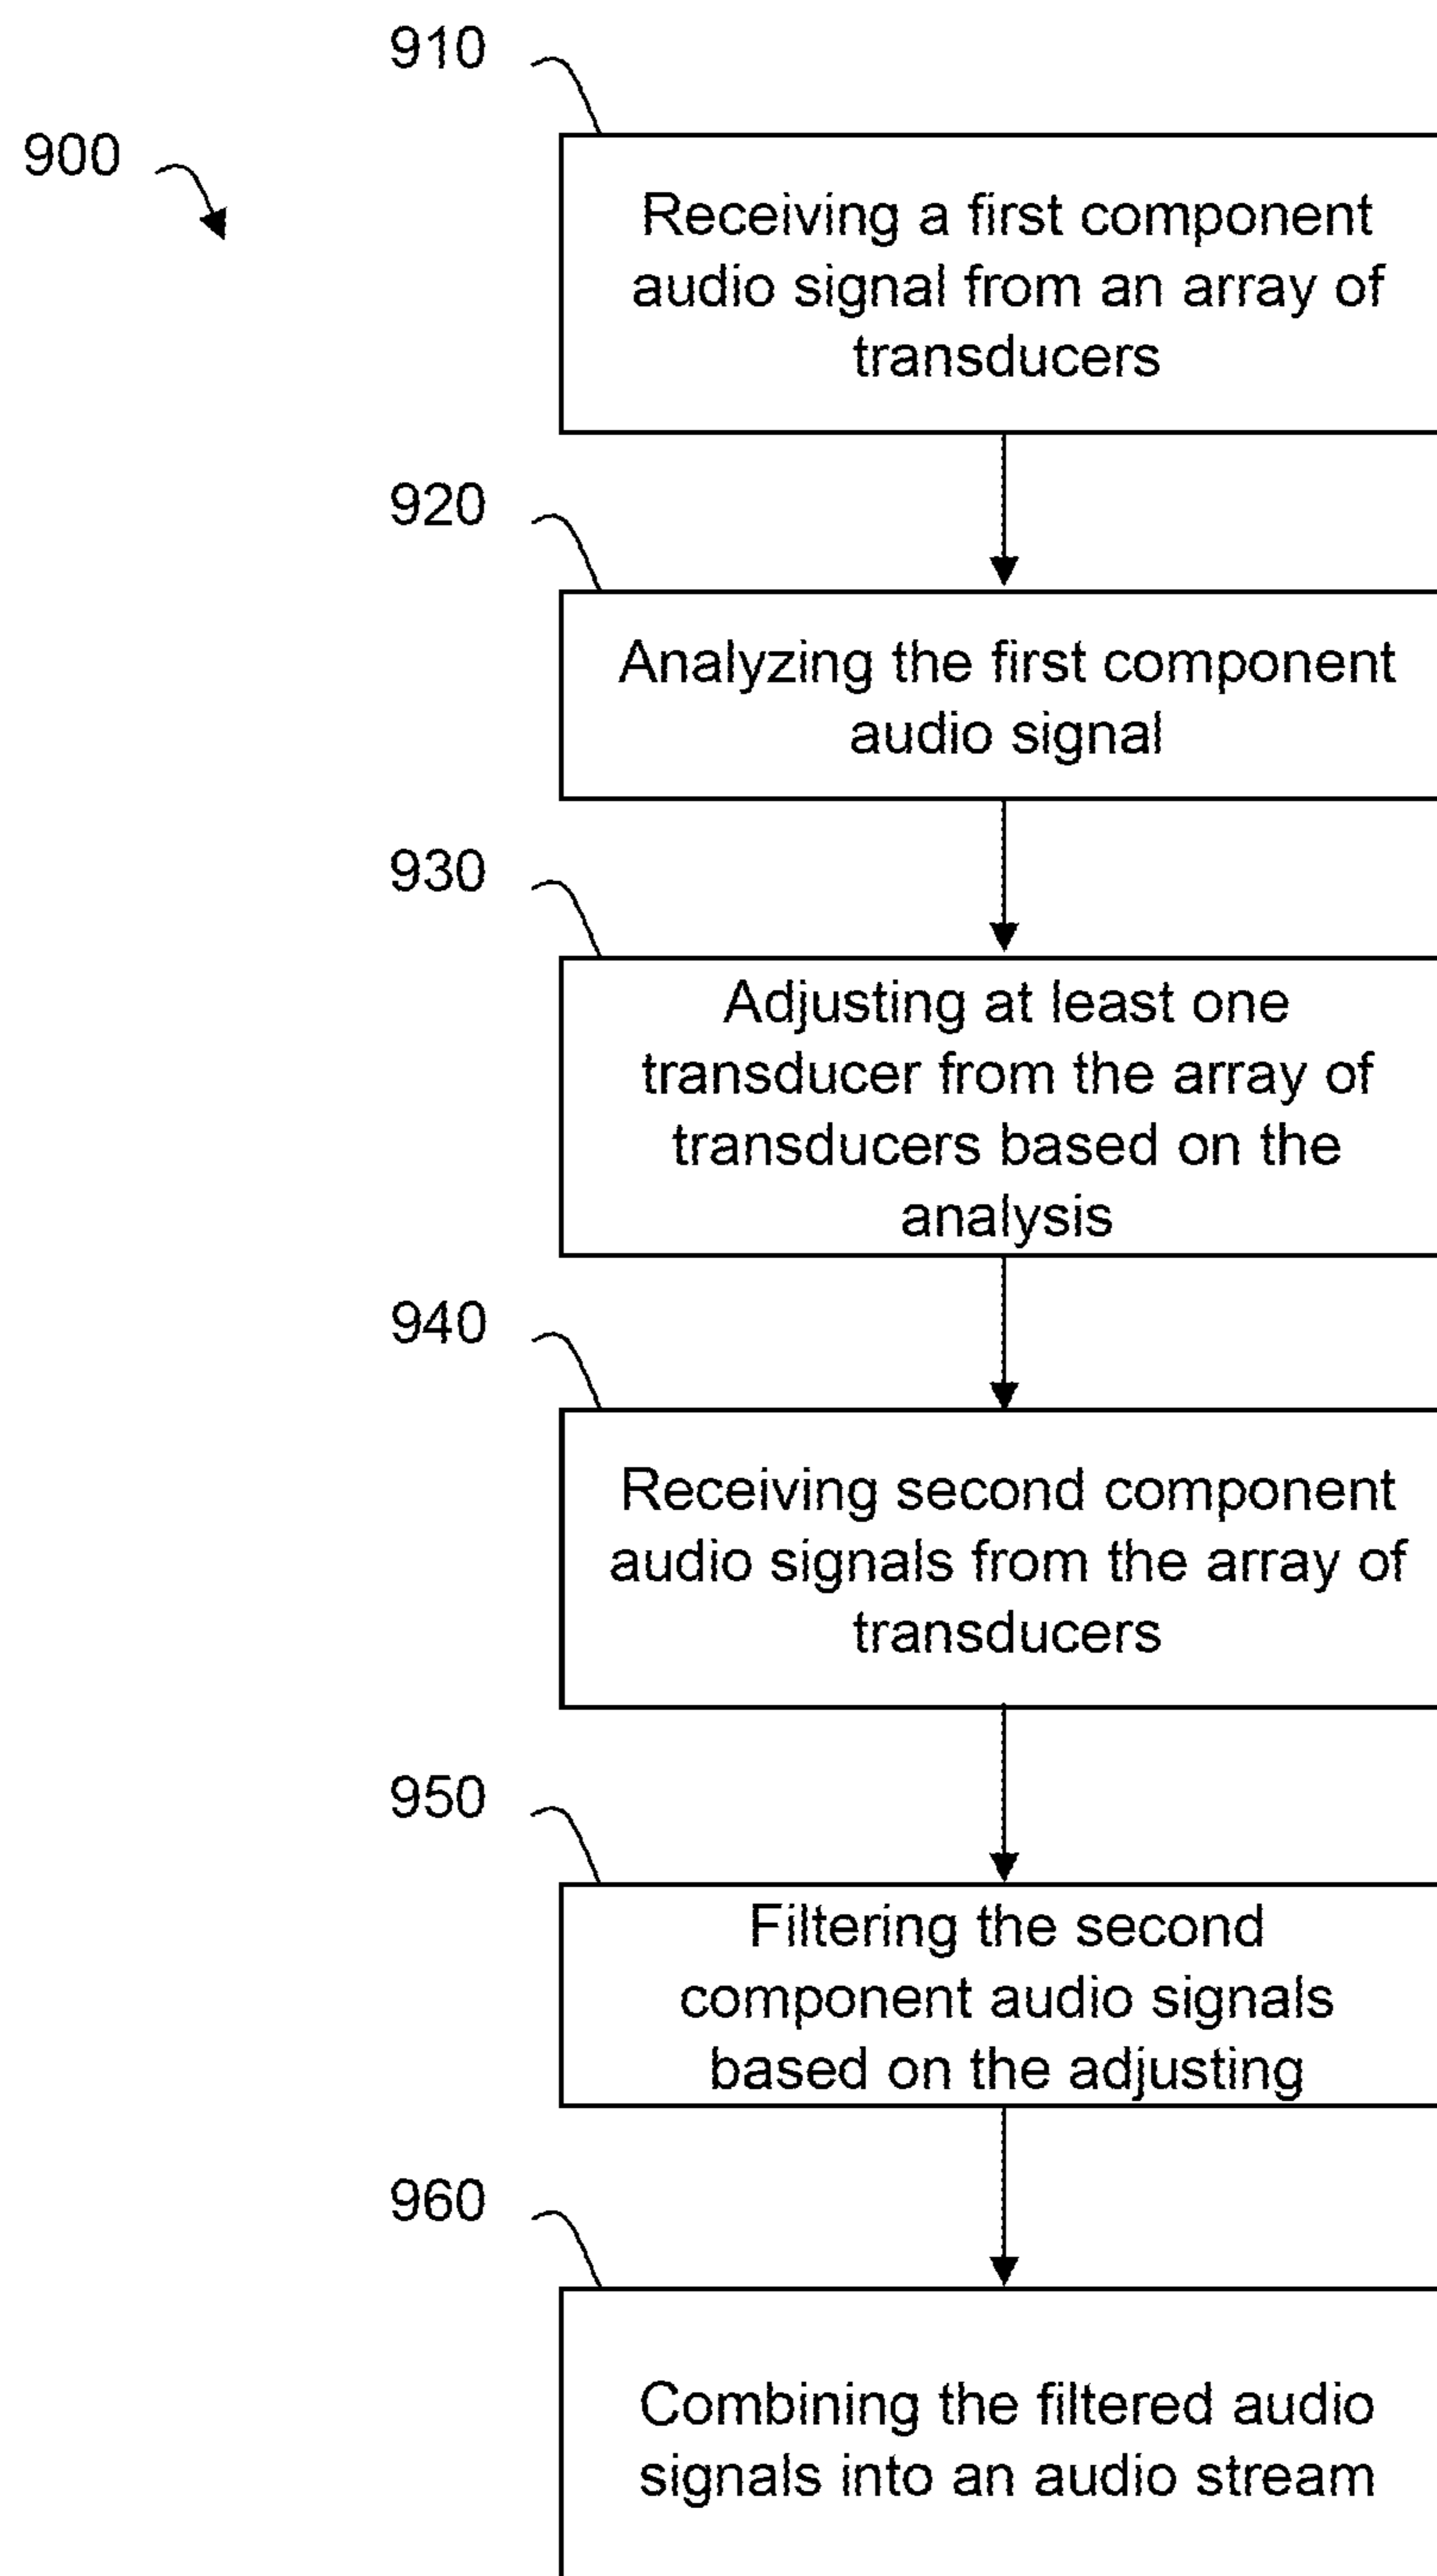 910
900
Receiving a first component
audio signal from an array of
transducers
920
Analyzing the first component
audio signal
930
Adjusting at least one
transducer from the array of
transducers based on the
analysis
940
Receiving second component
audio signals from the array of
transducers
950
Filtering the second
component audio signals
based on the adjusting
960
Combining the filtered audio
signals into an audio stream